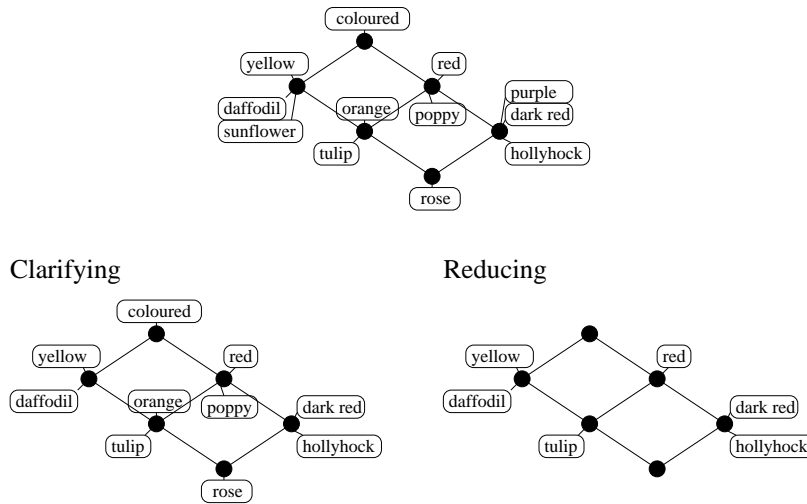 coloured
yellow
red
daffodil
sunflower
orange
poppy
purple
dark red
tulip
hollyhock
rose
Clarifying
Reducing
coloured
yellow
red
daffodil
orange
poppy
dark red
tulip
hollyhock
rose
yellow
red
daffodil
dark red
tulip
hollyhock